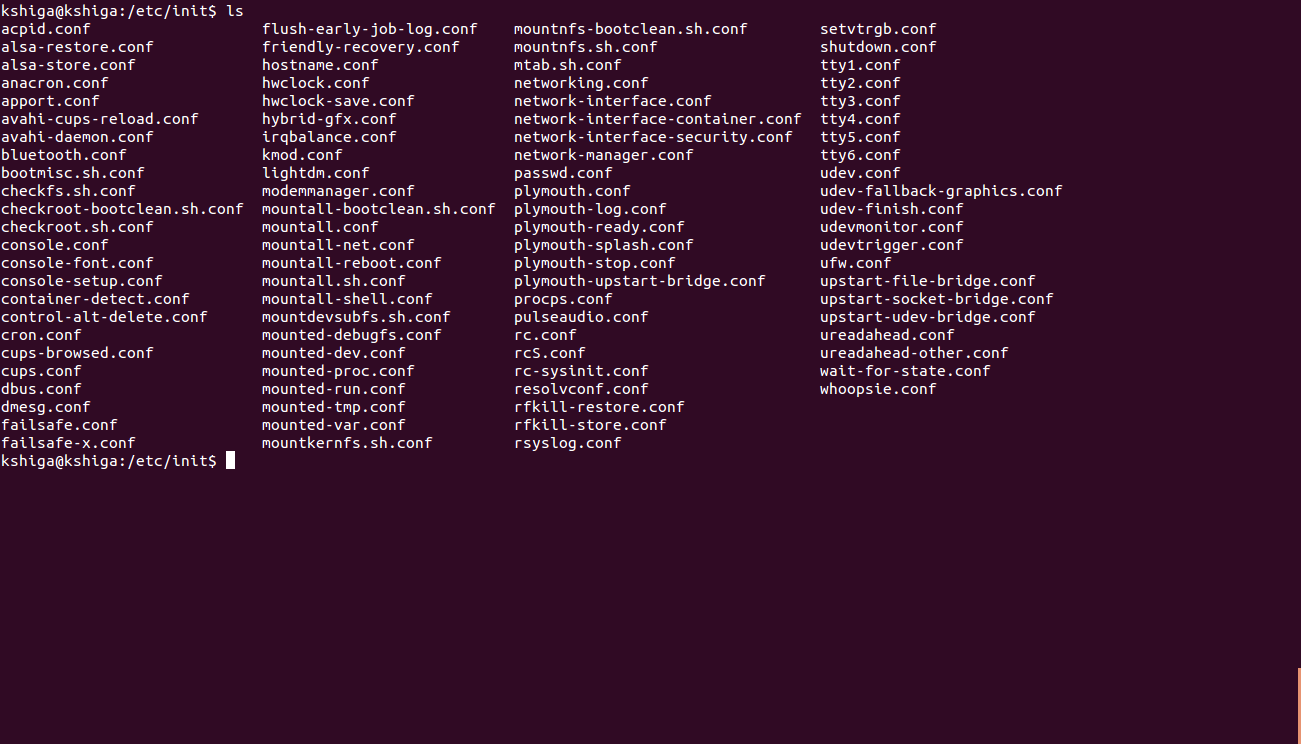 kshiga@kshiga:/etc/init$ ls
acpid.conf flush-early-job-log.conf mountnfs-bootclean.sh.conf setvtrgb.conf
alsa-restore.conf friendly-recovery.conf mountnfs.sh.conf shutdown.conf
alsa-store.conf hostname.conf mtab.sh.conf tty1.conf
anacron.conf hwclock.conf networking.conf tty2.conf
apport.conf hwclock-save.conf network-interface.conf tty3.conf
avahi-cups-reload.conf hybrid-gfx.conf network-interface-container.conf tty4.conf
avahi-daemon.conf irqbalance.conf network-interface-security.conf tty5.conf
bluetooth.conf kmod.conf network-manager.conf tty6.conf
bootmisc.sh.conf lightdm.conf passwd.conf udev.conf
checkfs.sh.conf modemmanager.conf plymouth.conf udev-fallback-graphics.conf
checkroot-bootclean.sh.conf mountall-bootclean.sh.conf plymouth-log.conf udev-finish.conf
checkroot.sh.conf mountall.conf plymouth-ready.conf udevmonitor.conf
console.conf mountall-net.conf plymouth-splash.conf udevtrigger.conf
console-font.conf mountall-reboot.conf plymouth-stop.conf ufw.conf
console-setup.conf mountall.sh.conf plymouth-upstart-bridge.conf upstart-file-bridge.conf
container-detect.conf mountall-shell.conf procps.conf upstart-socket-bridge.conf
control-alt-delete.conf mountdevsubfs.sh.conf pulseaudio.conf upstart-udev-bridge.conf
cron.conf mounted-debugfs.conf rc.conf ureadahead.conf
cups-browsed.conf mounted-dev.conf rcS.conf ureadahead-other.conf
cups.conf mounted-proc.conf rc-sysinit.conf wait-for-state.conf
dbus.conf mounted-run.conf resolvconf.conf whoopsie.conf
dmesg.conf mounted-tmp.conf rfkill-restore.conf
failsafe.conf mounted-var.conf rfkill-store.conf
failsafe-x.conf mountkernfs.sh.conf rsyslog.conf
kshiga@kshiga:/etc/init$